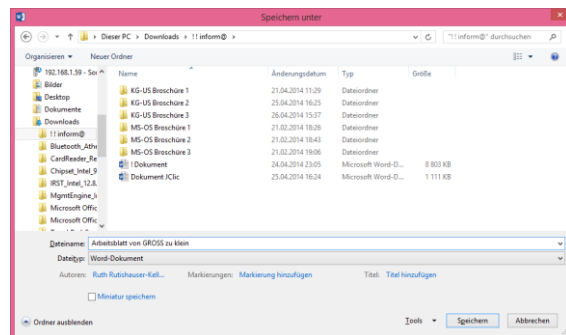 Speichern unter
Dieser PC › Downloads › !! inform@ ›
"!! inform@" durchsuchen
Organisieren Neuer Ordner
192.168.1.59 - Sor
Bilder
Desktop
Dokumente
Downloads
!! inform@
Bluetooth_Athe
CardReader_Re
Chipset_Intel_9
IRST_Intel_12.8.
MgmtEngine_I
Microsoft Offic
Microsoft Offic
Name Änderungsdatum Typ Größe
KG-US Broschüre 1 21.04.2014 11:29 Dateiordner
KG-US Broschüre 2 25.04.2014 16:25 Dateiordner
KG-US Broschüre 3 26.04.2014 15:37 Dateiordner
MS-OS Broschüre 1 21.02.2014 18:26 Dateiordner
MS-OS Broschüre 2 21.02.2014 18:43 Dateiordner
MS-OS Broschüre 3 21.02.2014 19:06 Dateiordner
! Dokument 24.04.2014 23:05 Microsoft Word-D... 8 803 KB
Dokument JClic 25.04.2014 16:24 Microsoft Word-D... 1 111 KB
Dateiname: Arbeitsblatt von GROSS zu klein
Dateityp: Word-Dokument
Autoren: Ruth Rutishauser-Kell... Markierungen: Markierung hinzufügen Titel: Titel hinzufügen
Miniatur speichern
Ordner ausblenden Tools Speichern Abbrechen